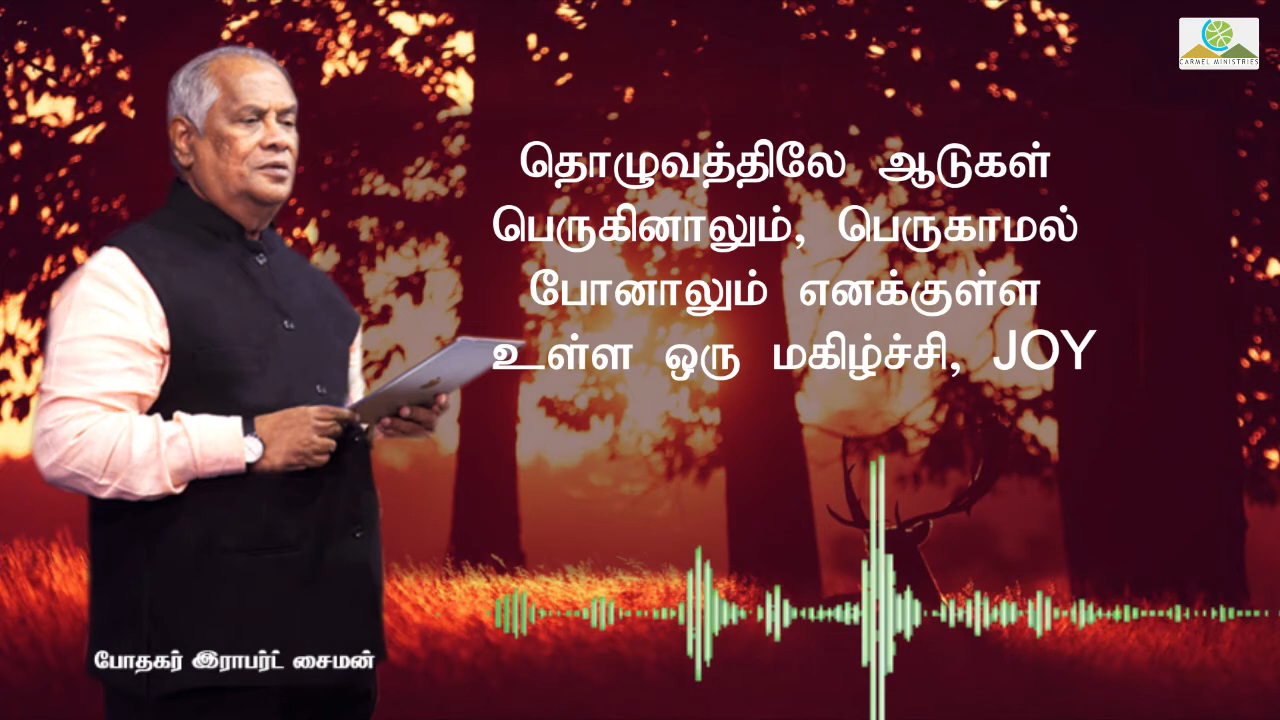 CARMEL MINISTRIES
தொழுவத்திலே ஆடுகள்
பெருகினாலும், பெருகாமல்
போனாலும் எனக்குள்ள
உள்ள ஒரு மகிழ்ச்சி, JOY
போதகர் இராபர்ட் சைமன்